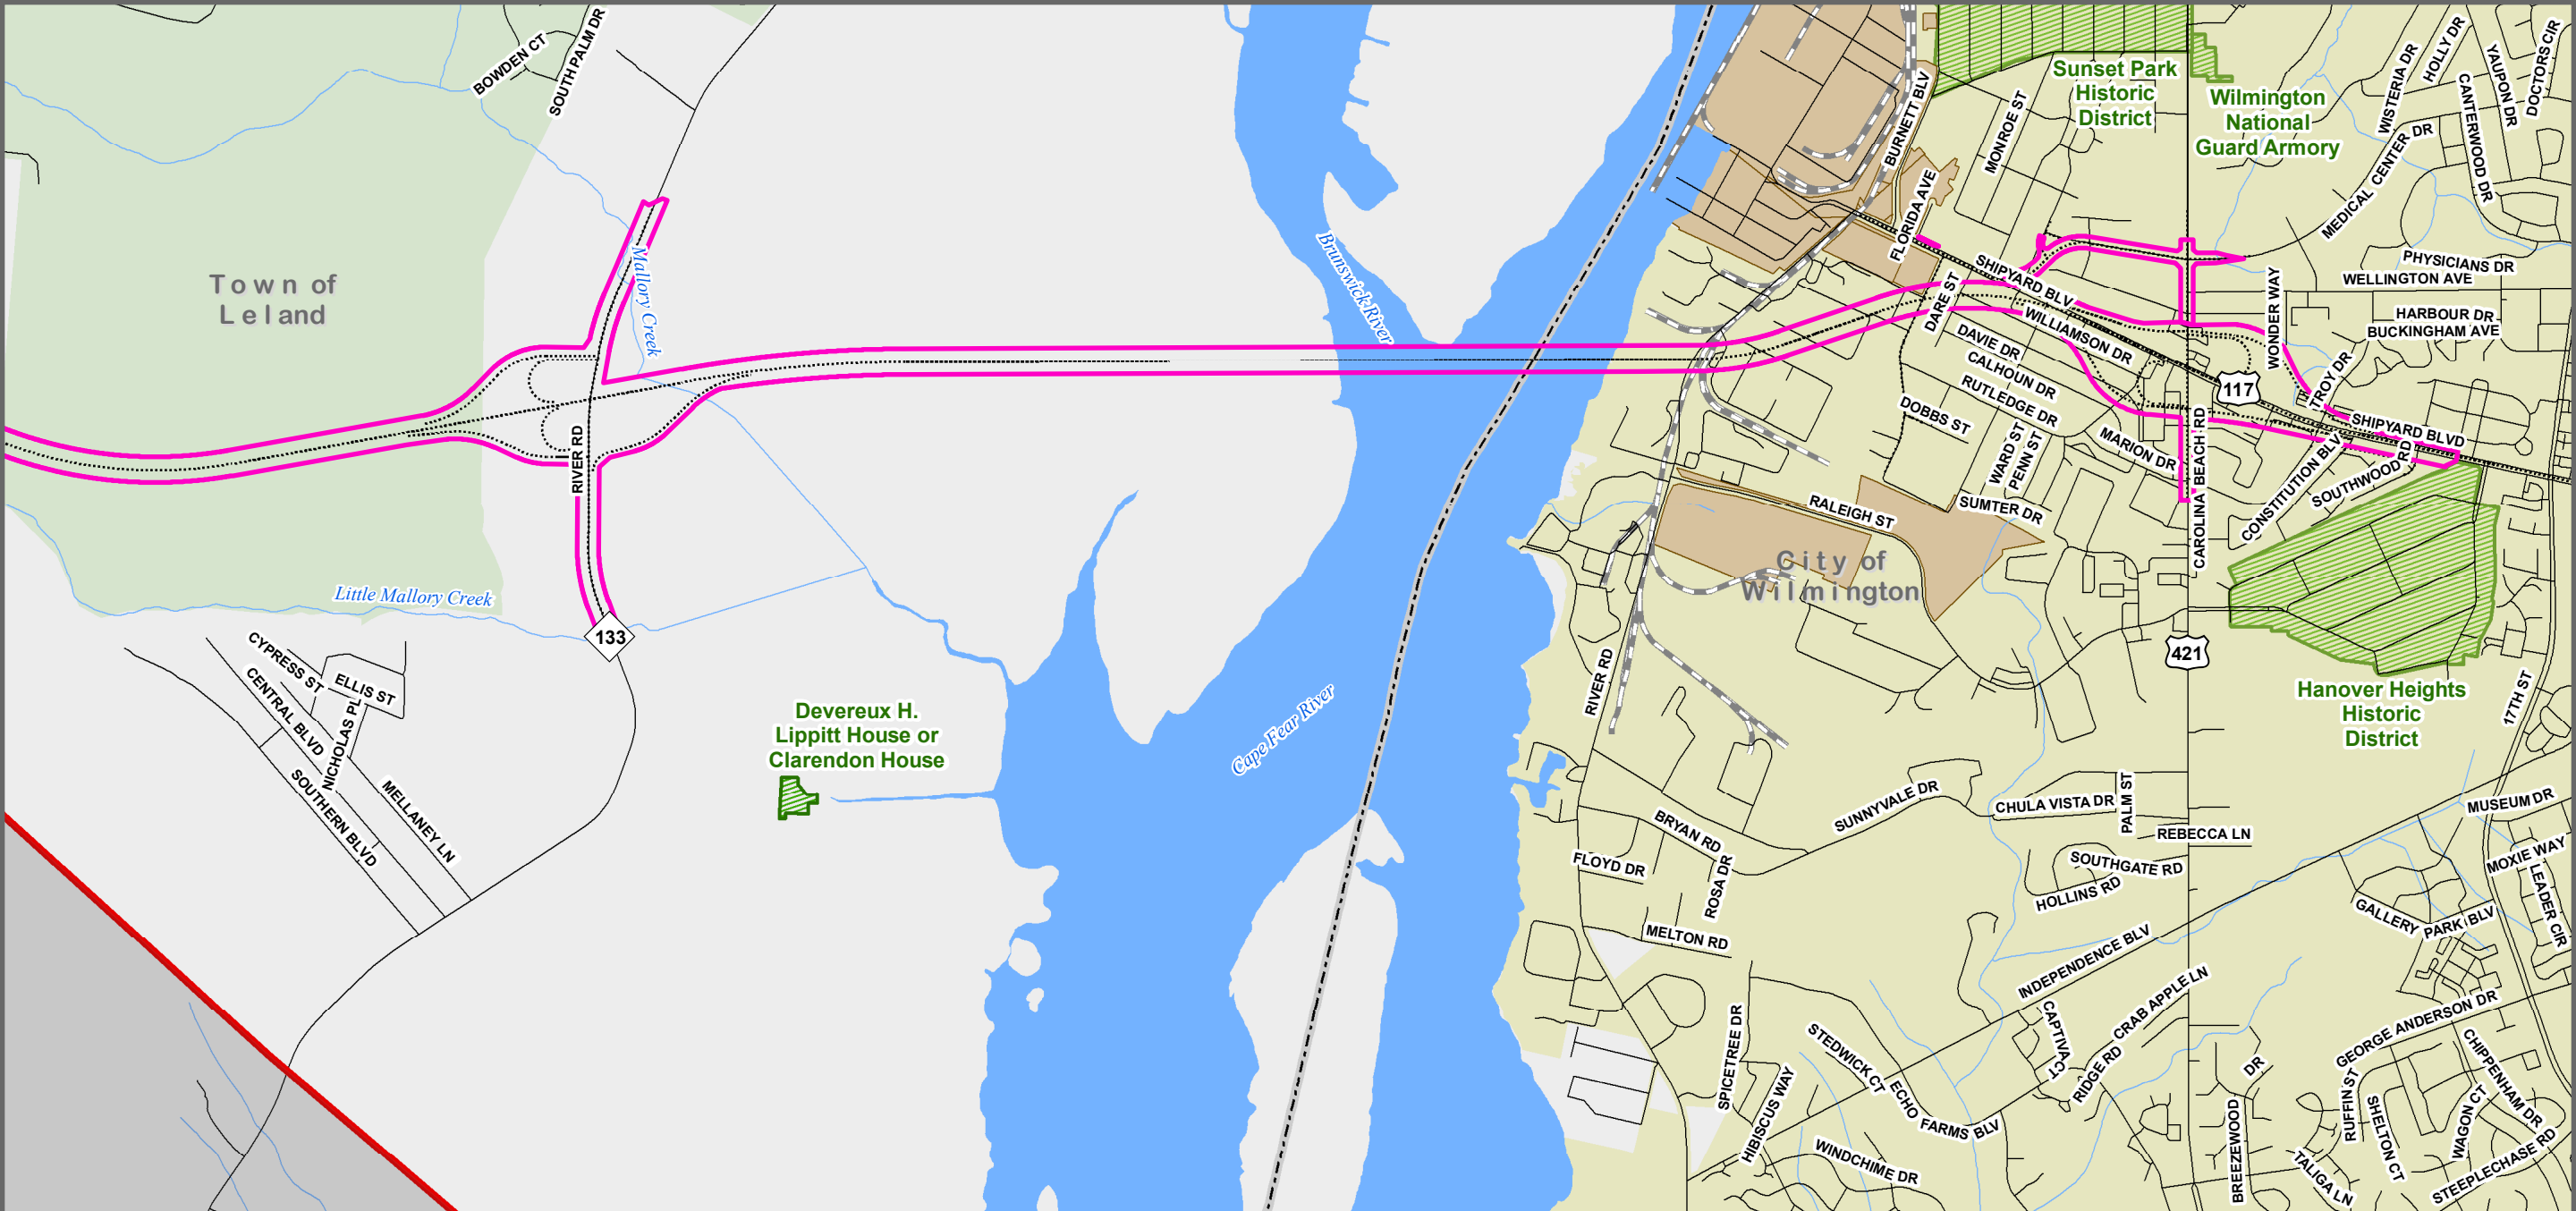 BOWDEN CT
SOUTH PALM DR
Town of
Leland
Mallory Creek
RIVER RD
Little Mallory Creek
133
CYPRESS ST
ELLIS ST
CENTRAL BLVD
NICHOLAS PL
SOUTHERN BLVD
MELLANEY LN
Devereux H.
Lippitt House or
Clarendon House
Brunswick River
Cape Fear River
BURNETT BLV
FLORIDA AVE
MONROE ST
Sunset Park
Historic
District
Wilmington
National
Guard Armory
WISTERIA DR
HOLLY DR
YAUPON DR
DOCTORS CIR
CANTERWOOD DR
MEDICAL CENTER DR
PHYSICIANS DR
WELLINGTON AVE
HARBOUR DR
BUCKINGHAM AVE
WONDER WAY
TROY DR
SHIPYARD BLV
DARE ST
WILLIAMSON DR
DAVIE DR
CALHOUN DR
RUTLEDGE DR
DOBBS ST
WARD ST
PENN ST
MARION DR
117
SHIPYARD BLVD
CONSTITUTION BLV
SOUTHWOOD RD
CAROLINA BEACH RD
RALEIGH ST
SUMTER DR
City of
Wilmington
421
Hanover Heights
Historic
District
17TH ST
RIVER RD
BRYAN RD
FLOYD DR
ROSA DR
MELTON RD
SUNNYVALE DR
CHULA VISTA DR
PALM ST
REBECCA LN
SOUTHGATE RD
HOLLINS RD
MUSEUM DR
MOXIE WAY
LEADER CIR
GALLERY PARK BLV
INDEPENDENCE BLV
CRAB APPLE LN
CAPTIVA CT
RIDGE RD
GEORGE ANDERSON DR
CHIPPENHAM DR
SPICETREE DR
HIBISCUS WAY
STEDWICK CT
ECHO FARMS BLV
WINDCHIME DR
BREEZEWOOD DR
RUFFIN ST
SHELTON CT
WAGON CT
TALIGA LN
STEEPLECHASE RD